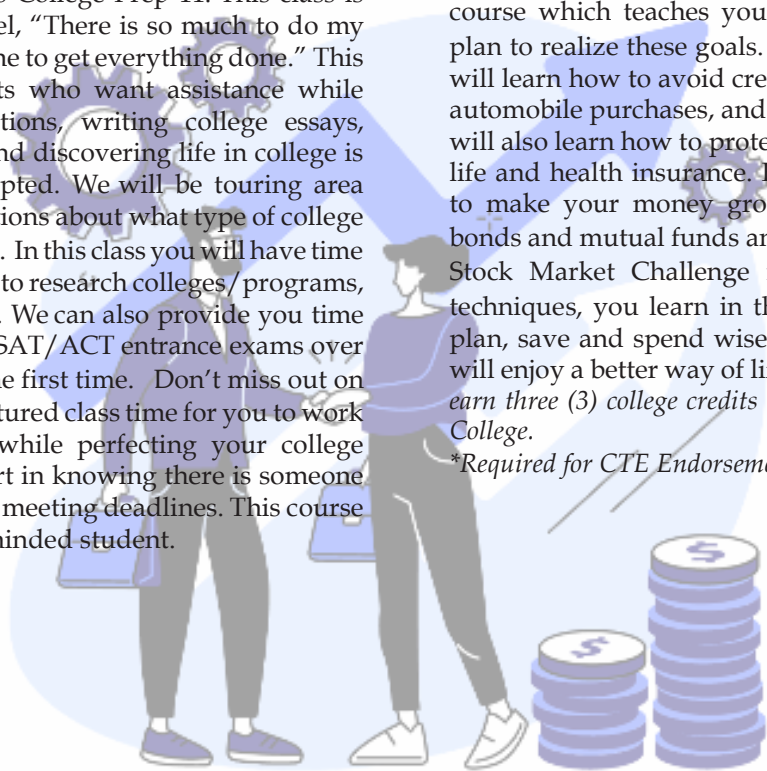 College Prep 11. This class is
el, “There is so much to do my
ne to get everything done.” This
ts who want assistance while
tions, writing college essays,
nd discovering life in college is
pted. We will be touring area
tions about what type of college
. In this class you will have time
to research colleges/programs,
. We can also provide you time
SAT/ACT entrance exams over
he first time. Don’t miss out on
tured class time for you to work
while perfecting your college
rt in knowing there is someone
meeting deadlines. This course
minded student.
course which teaches you
plan to realize these goals.
will learn how to avoid cre
automobile purchases, and
will also learn how to prote
life and health insurance.
to make your money gro
bonds and mutual funds an
Stock Market Challenge
techniques, you learn in th
plan, save and spend wise
will enjoy a better way of li
earn three (3) college credits
College.
*Required for CTE Endorseme
$
$